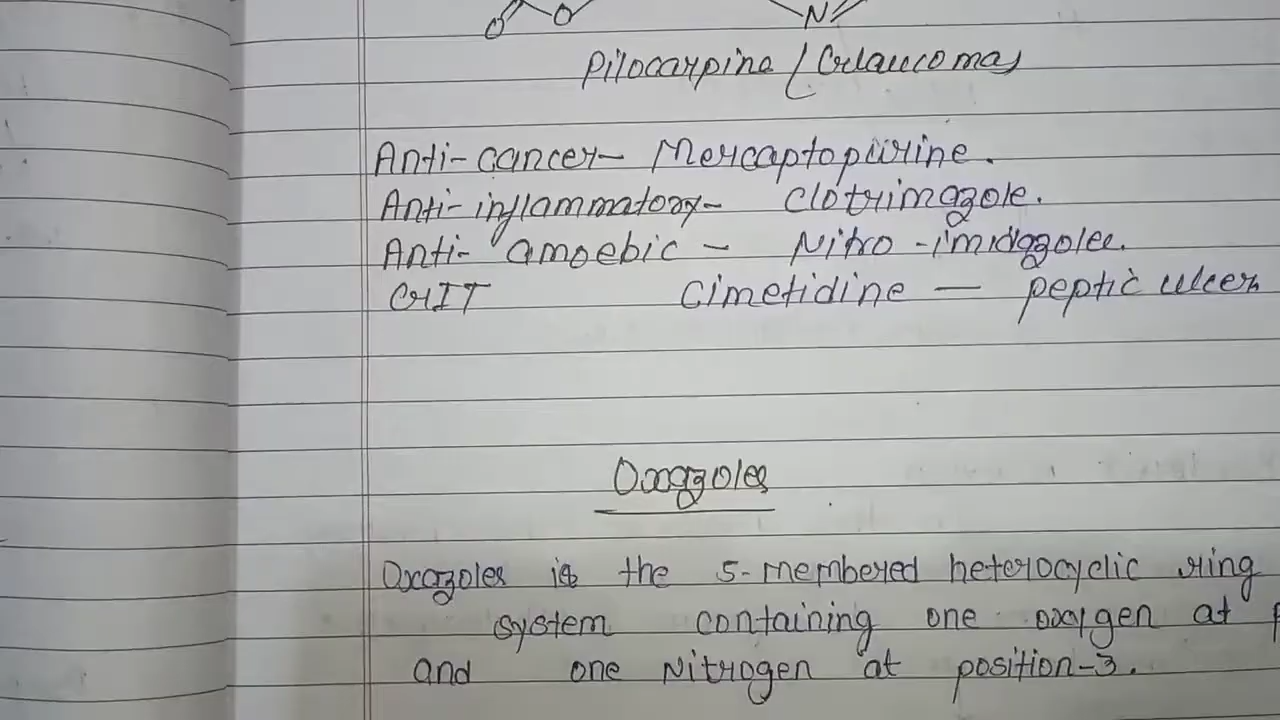 O O N
Pilocarpine (Glaucoma)
Anti-cancer- Mercaptopurine.
Anti-inflammatory- Clotrimazole.
Anti-amoebic - Nitro-imidazolee.
GIT Cimetidine — peptic ulcer
Oxazoles
Oxazoles is the 5-membered heterocyclic ring
system containing one oxygen at
and one Nitrogen at position-3.